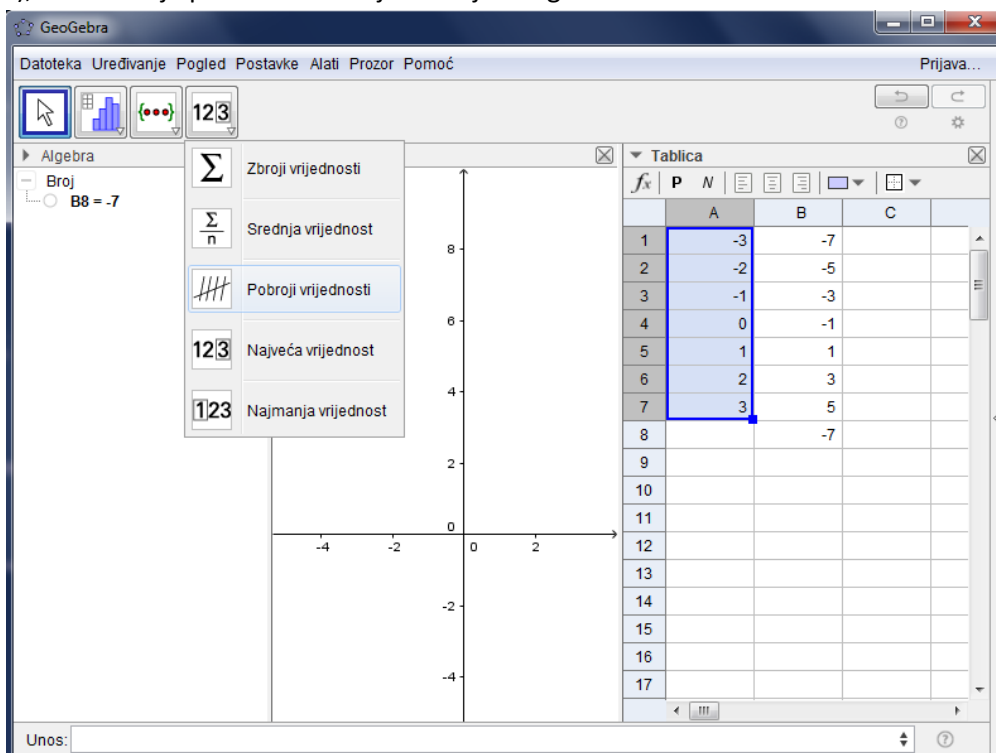 GeoGebra
Datoteka Uređivanje Pogled Postavke Alati Prozor Pomoć Prijava...
{•••} 123
Algebra
Broj
B8 = -7
Σ Zbroji vrijednosti
Σ/n Srednja vrijednost
Pobroji vrijednosti
123 Najveća vrijednost
123 Najmanja vrijednost
8
6
4
2
0
-4 -2 0 2
-2
-4
Tablica
fx P N
A B C
1 -3 -7
2 -2 -5
3 -1 -3
4 0 -1
5 1 1
6 2 3
7 3 5
8 -7
9
10
11
12
13
14
15
16
17
Unos: